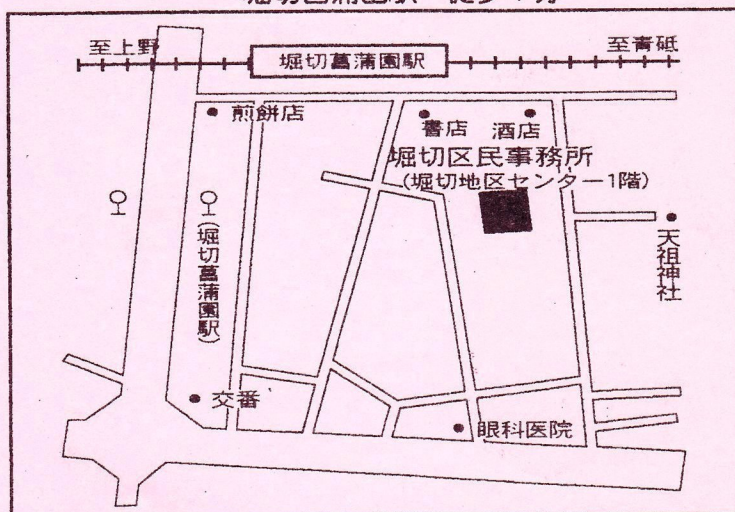 至上野
堀切菖蒲園駅
至青砥
煎餅店
書店
酒店
堀切区民事務所
(堀切地区センター1階)
(堀切菖蒲園駅)
天祖神社
交番
眼科医院